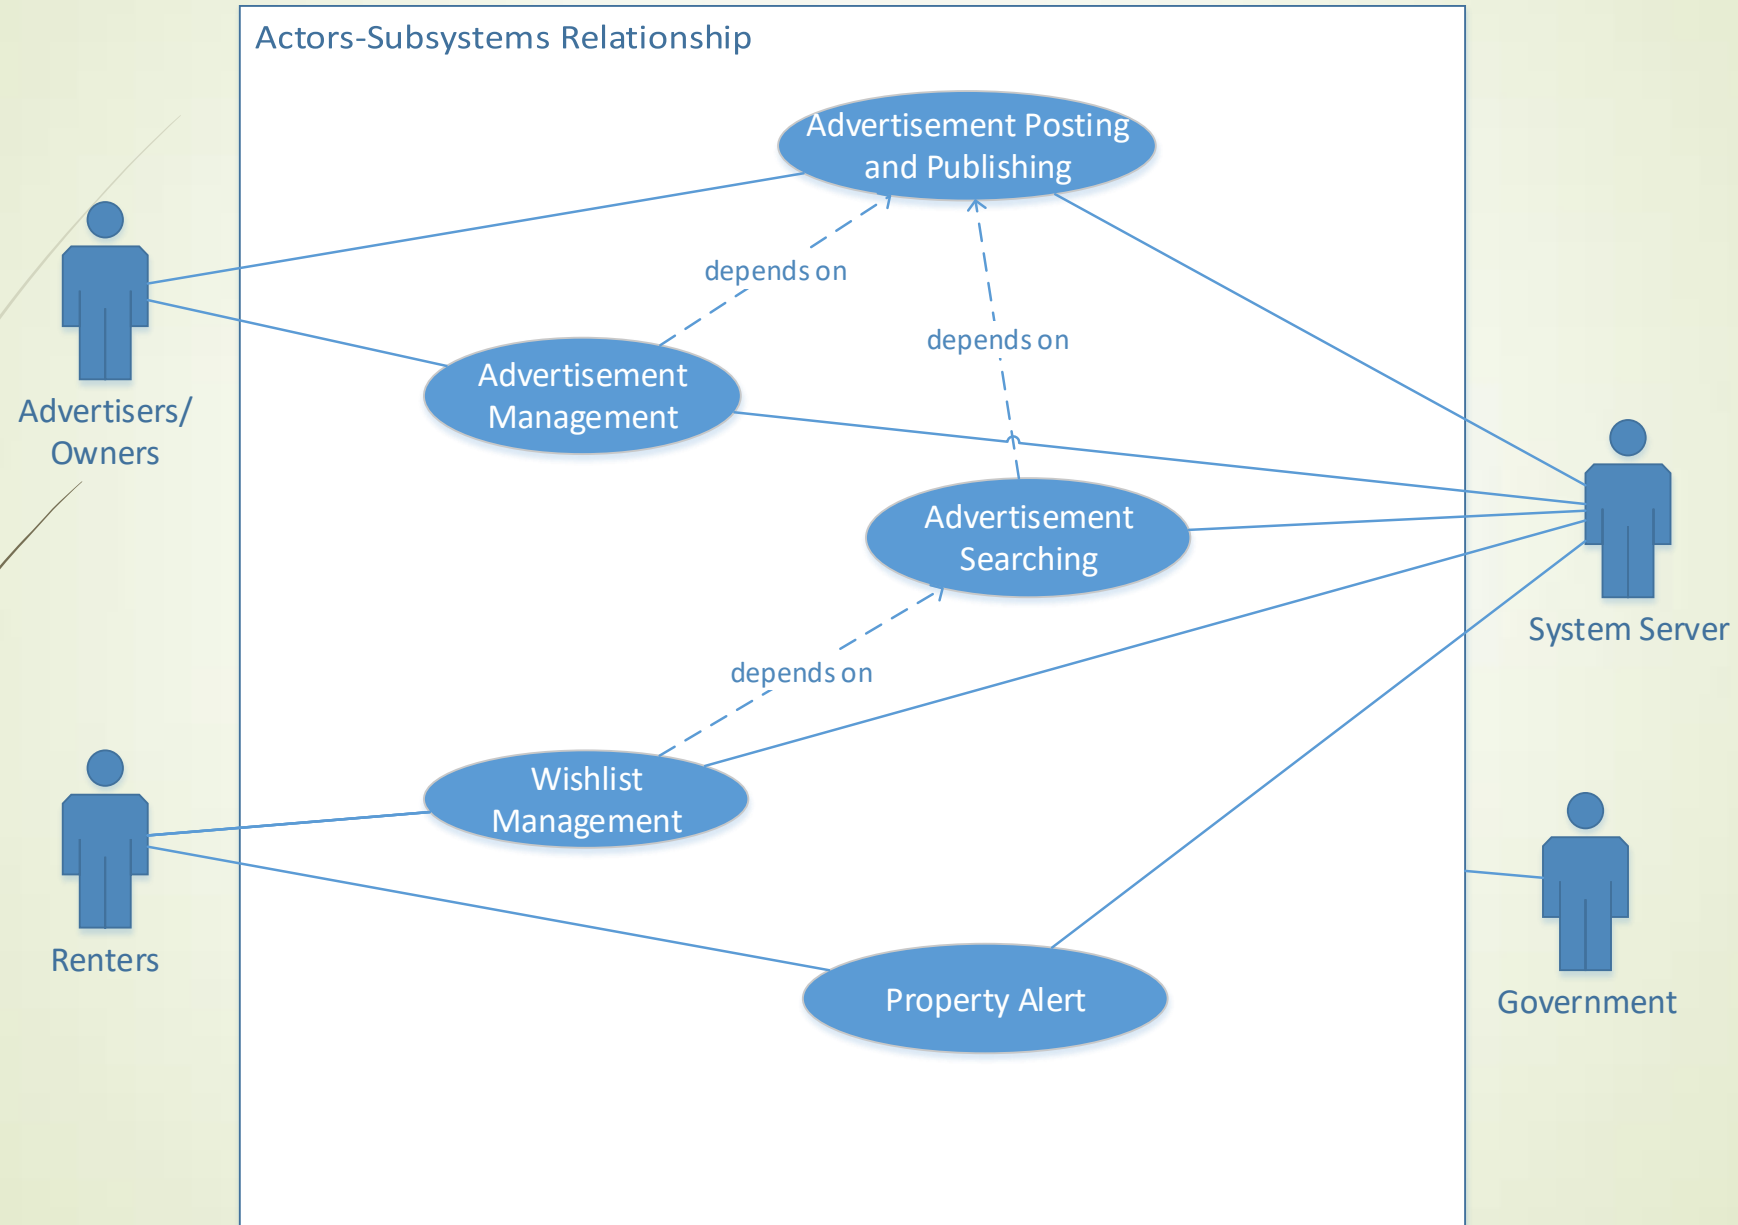 Actors-Subsystems Relationship
Advertisement Posting
and Publishing
depends on
depends on
Advertisement
Management
Advertisers/
Owners
Advertisement
Searching
System Server
depends on
Wishlist
Management
Renters
Property Alert
Government